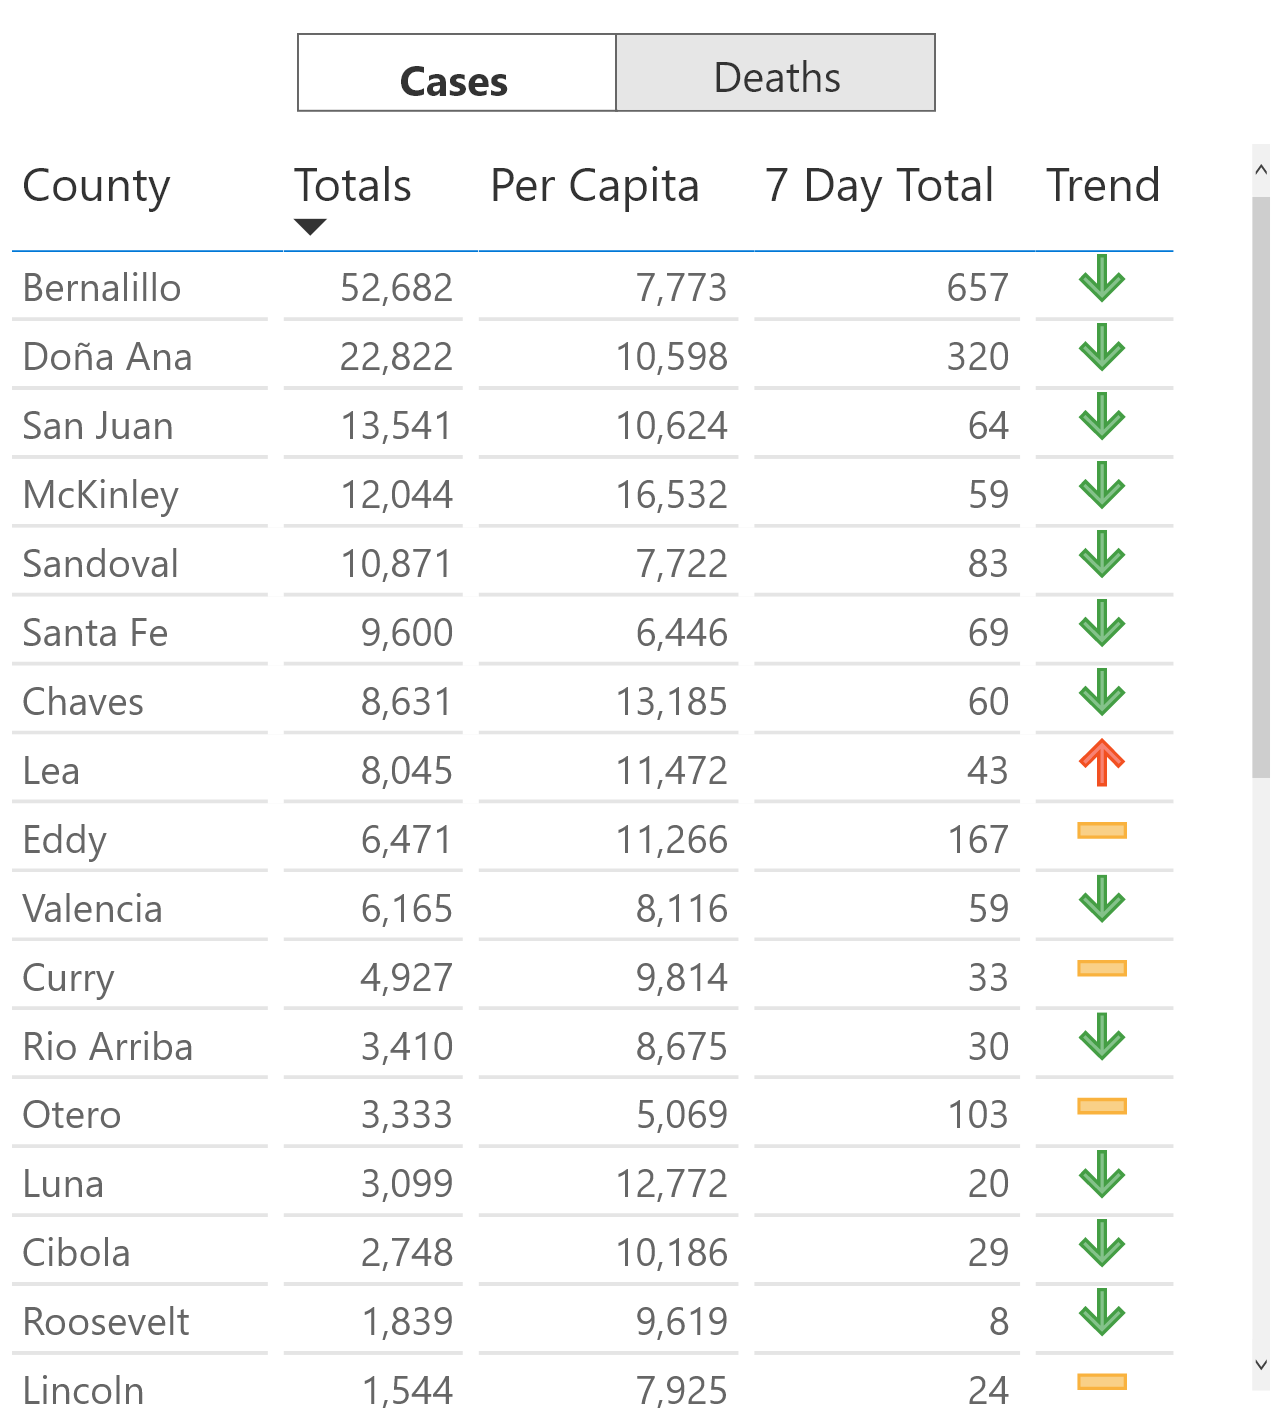 Cases Deaths
County Totals Per Capita 7 Day Total Trend
Bernalillo 52,682 7,773 657
Doña Ana 22,822 10,598 320
San Juan 13,541 10,624 64
McKinley 12,044 16,532 59
Sandoval 10,871 7,722 83
Santa Fe 9,600 6,446 69
Chaves 8,631 13,185 60
Lea 8,045 11,472 43
Eddy 6,471 11,266 167
Valencia 6,165 8,116 59
Curry 4,927 9,814 33
Rio Arriba 3,410 8,675 30
Otero 3,333 5,069 103
Luna 3,099 12,772 20
Cibola 2,748 10,186 29
Roosevelt 1,839 9,619 8
Lincoln 1,544 7,925 24